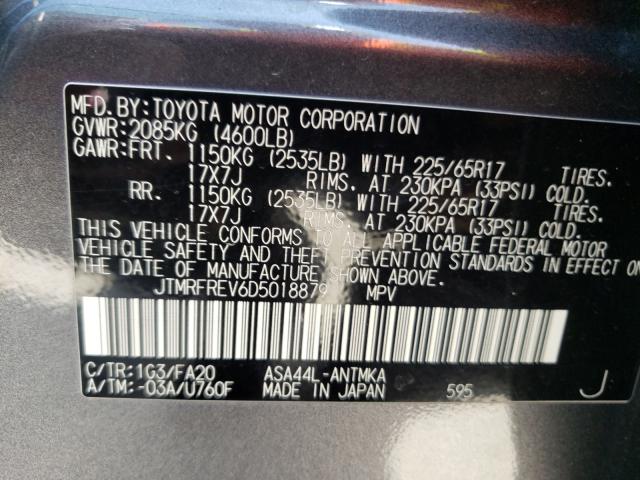 MFD. BY: TOYOTA MOTOR CORPORATION
GVWR: 2085KG (4600LB)
GAWR: FRT. 1150KG (2535LB) WITH 225/65R17 TIRES.
17X7J RIMS. AT 230KPA (33PSI) COLD.
RR. 1150KG (2535LB) WITH 225/65R17 TIRES.
17X7J RIMS. AT 230KPA (33PSI) COLD.
THIS VEHICLE CONFORMS TO ALL APPLICABLE FEDERAL MOTOR
VEHICLE SAFETY AND THEFT PREVENTION STANDARDS IN EFFECT ON
THE DATE OF MANUFACTURE SHOWN ABOVE.
JTMRFREV6D5018879 MPV
C/TR: 1G3/FA20 ASA44L-ANTMKA
A/TM: -03A/U760F MADE IN JAPAN 595 J